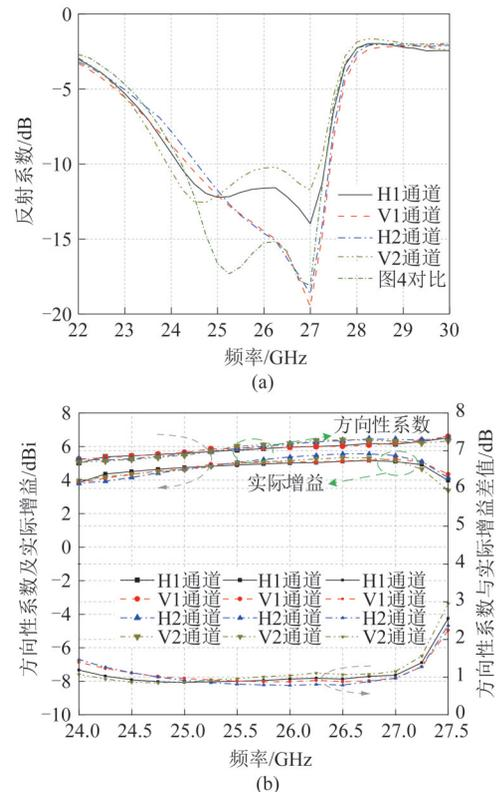 0
−5
−10
−15
−20
反射系数/dB
H1通道
V1通道
H2通道
V2通道
图4对比
22 23 24 25 26 27 28 29 30
频率/GHz
(a)
8 6 4 2 0 −2 −4 −6 −8 −10
方向性系数及实际增益/dBi
方向性系数
实际增益
H1通道 H1通道 H1通道
V1通道 V1通道 V1通道
H2通道 H2通道 H2通道
V2通道 V2通道 V2通道
8 7 6 5 4 3 2 1 0
方向性系数与实际增益差值/dB
24.0 24.5 25.0 25.5 26.0 26.5 27.0 27.5
频率/GHz
(b)